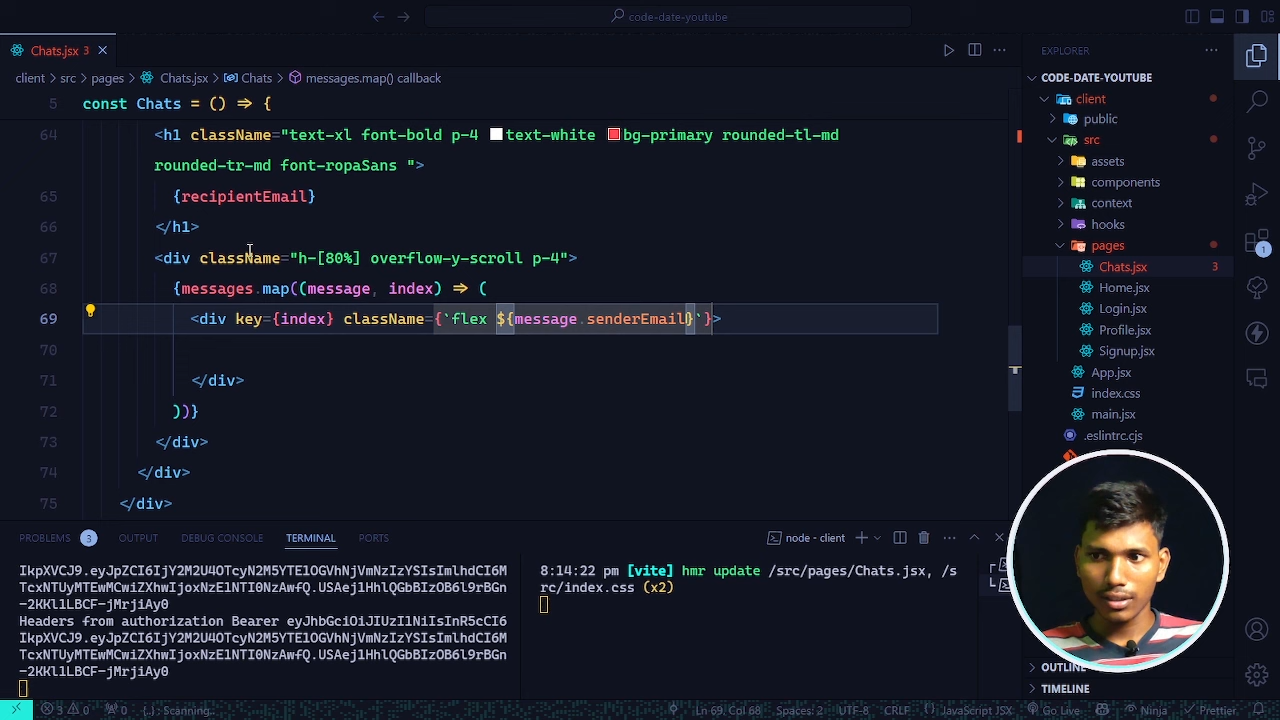 code-date-youtube
Chats.jsx 3
client > src > pages > Chats.jsx > Chats > messages.map() callback
5 const Chats = () => {
64 <h1 className="text-xl font-bold p-4 text-white bg-primary rounded-tl-md
rounded-tr-md font-ropaSans ">
65 {recipientEmail}
66 </h1>
67 <div className="h-[80%] overflow-y-scroll p-4">
68 {messages.map((message, index) => (
69 <div key={index} className={`flex ${message.senderEmail}`}>
70
71 </div>
72 ))}
73 </div>
74 </div>
75 </div>
EXPLORER
CODE-DATE-YOUTUBE
client
public
src
assets
components
context
hooks
pages
Chats.jsx 3
Home.jsx
Login.jsx
Profile.jsx
Signup.jsx
App.jsx
index.css
main.jsx
.eslintrc.cjs
OUTLINE
TIMELINE
1
PROBLEMS 3 OUTPUT DEBUG CONSOLE TERMINAL PORTS
node - client
IkpXVCJ9.eyJpZCI6IjY2M2U4OTcyN2M5YTE1OGVhNjVmNzIzYSIsImlhdCI6M
TcxNTUyMTEwMCwiZXhwIjoxNzE1NTI0NzAwfQ.USAej1HhlQGbBIzOB6l9rBGn
-2KKl1LBCF-jMrjiAy0
Headers from authorization Bearer eyJhbGciOiJIUzI1NiIsInR5cCI6
IkpXVCJ9.eyJpZCI6IjY2M2U4OTcyN2M5YTE1OGVhNjVmNzIzYSIsImlhdCI6M
TcxNTUyMTEwMCwiZXhwIjoxNzE1NTI0NzAwfQ.USAej1HhlQGbBIzOB6l9rBGn
-2KKl1LBCF-jMrjiAy0
8:14:22 pm [vite] hmr update /src/pages/Chats.jsx, /s
rc/index.css (x2)
3 0 0 {..} : Scanning.. Ln 69, Col 68 Spaces: 2 UTF-8 CRLF {} JavaScript JSX Go Live Ninja Prettier